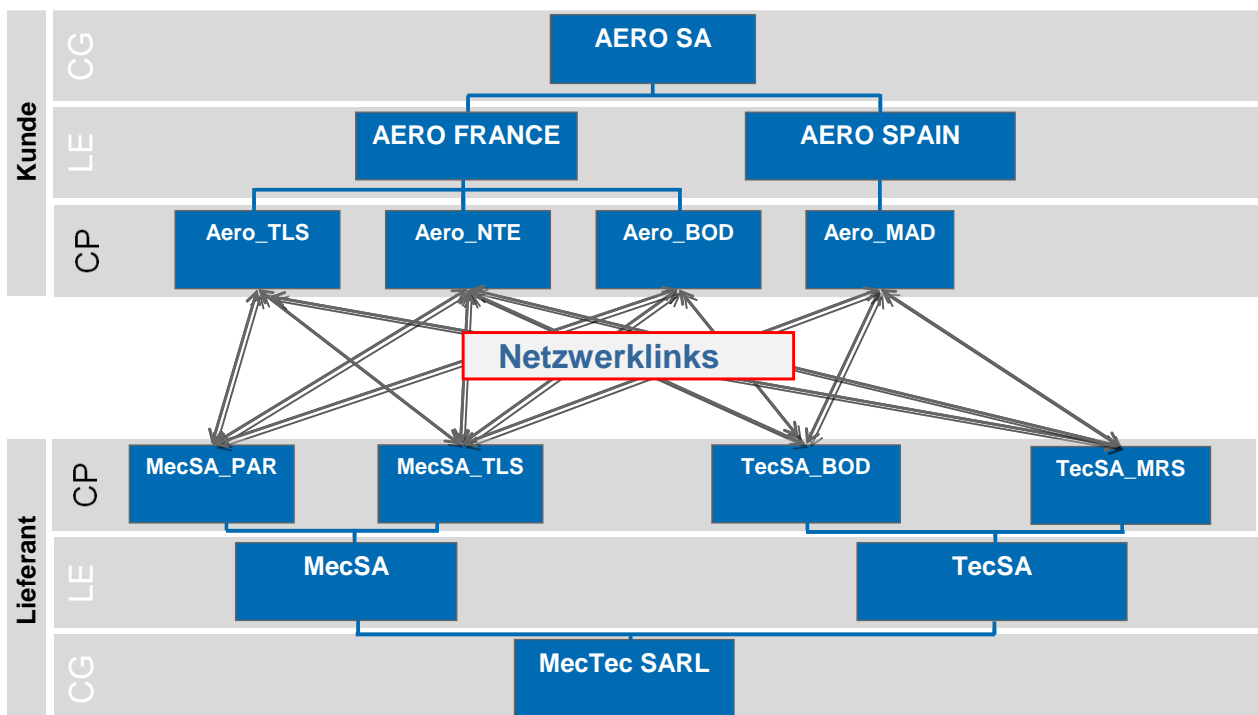 Kunde
CG
AERO SA
LE
AERO FRANCE
AERO SPAIN
CP
Aero_TLS
Aero_NTE
Aero_BOD
Aero_MAD
Netzwerklinks
Lieferant
CP
MecSA_PAR
MecSA_TLS
TecSA_BOD
TecSA_MRS
LE
MecSA
TecSA
CG
MecTec SARL